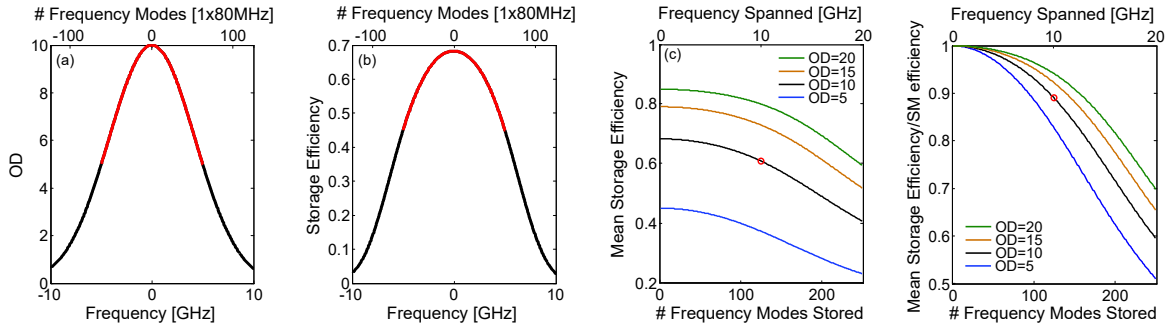 # Frequency Modes [1x80MHz]
-100 0 100
(a)
10
8
6
4
2
0
OD
-10 0 10
Frequency [GHz]
# Frequency Modes [1x80MHz]
-100 0 100
(b)
0.7
0.6
0.5
0.4
0.3
0.2
0.1
0
Storage Efficiency
-10 0 10
Frequency [GHz]
Frequency Spanned [GHz]
0 10 20
(c)
OD=20
OD=15
OD=10
OD=5
1
0.8
0.6
0.4
0.2
Mean Storage Efficiency
0 100 200
# Frequency Modes Stored
Frequency Spanned [GHz]
0 10 20
1
0.9
0.8
0.7
0.6
0.5
Mean Storage Efficiency/SM efficiency
OD=20
OD=15
OD=10
OD=5
0 100 200
# Frequency Modes Stored